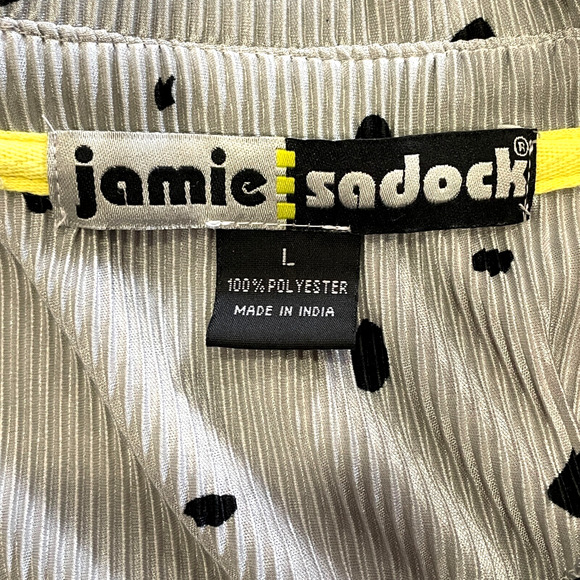 jamie sadock®
L
100% POLYESTER
MADE IN INDIA